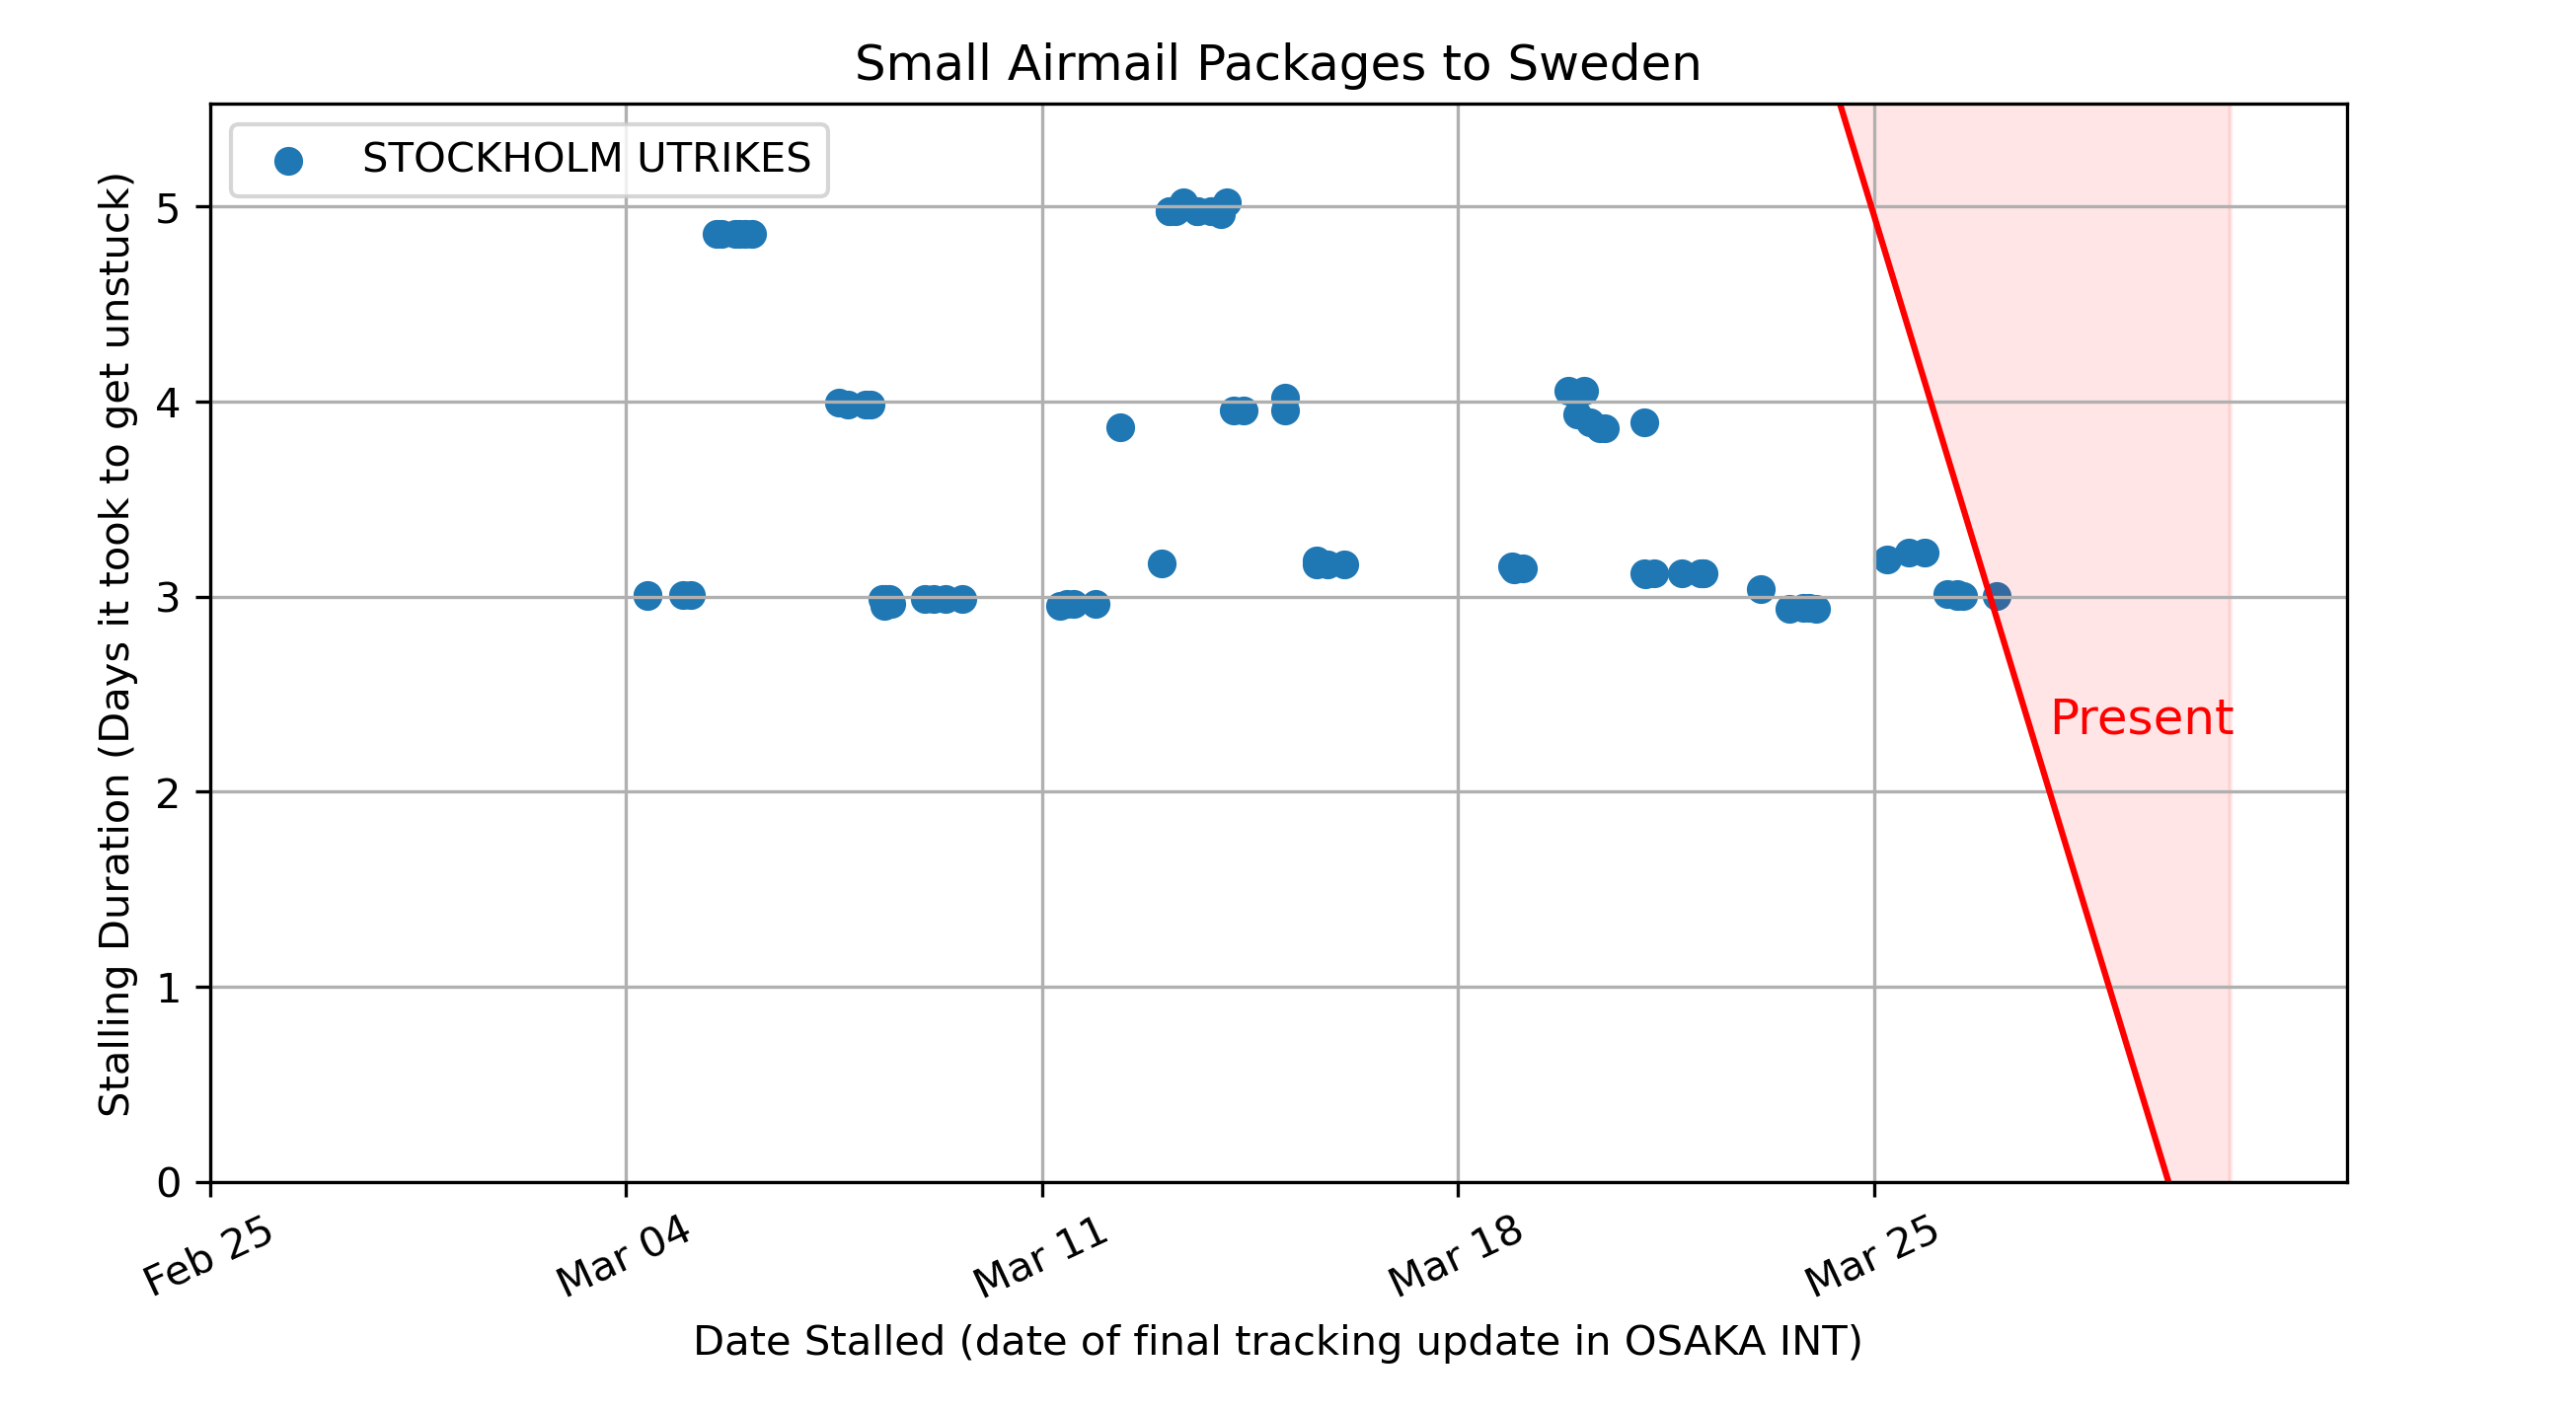 Small Airmail Packages to Sweden
STOCKHOLM UTRIKES
Stalling Duration (Days it took to get unstuck)
5
4
3
2
1
0
Present
Feb 25
Mar 04
Mar 11
Mar 18
Mar 25
Date Stalled (date of final tracking update in OSAKA INT)